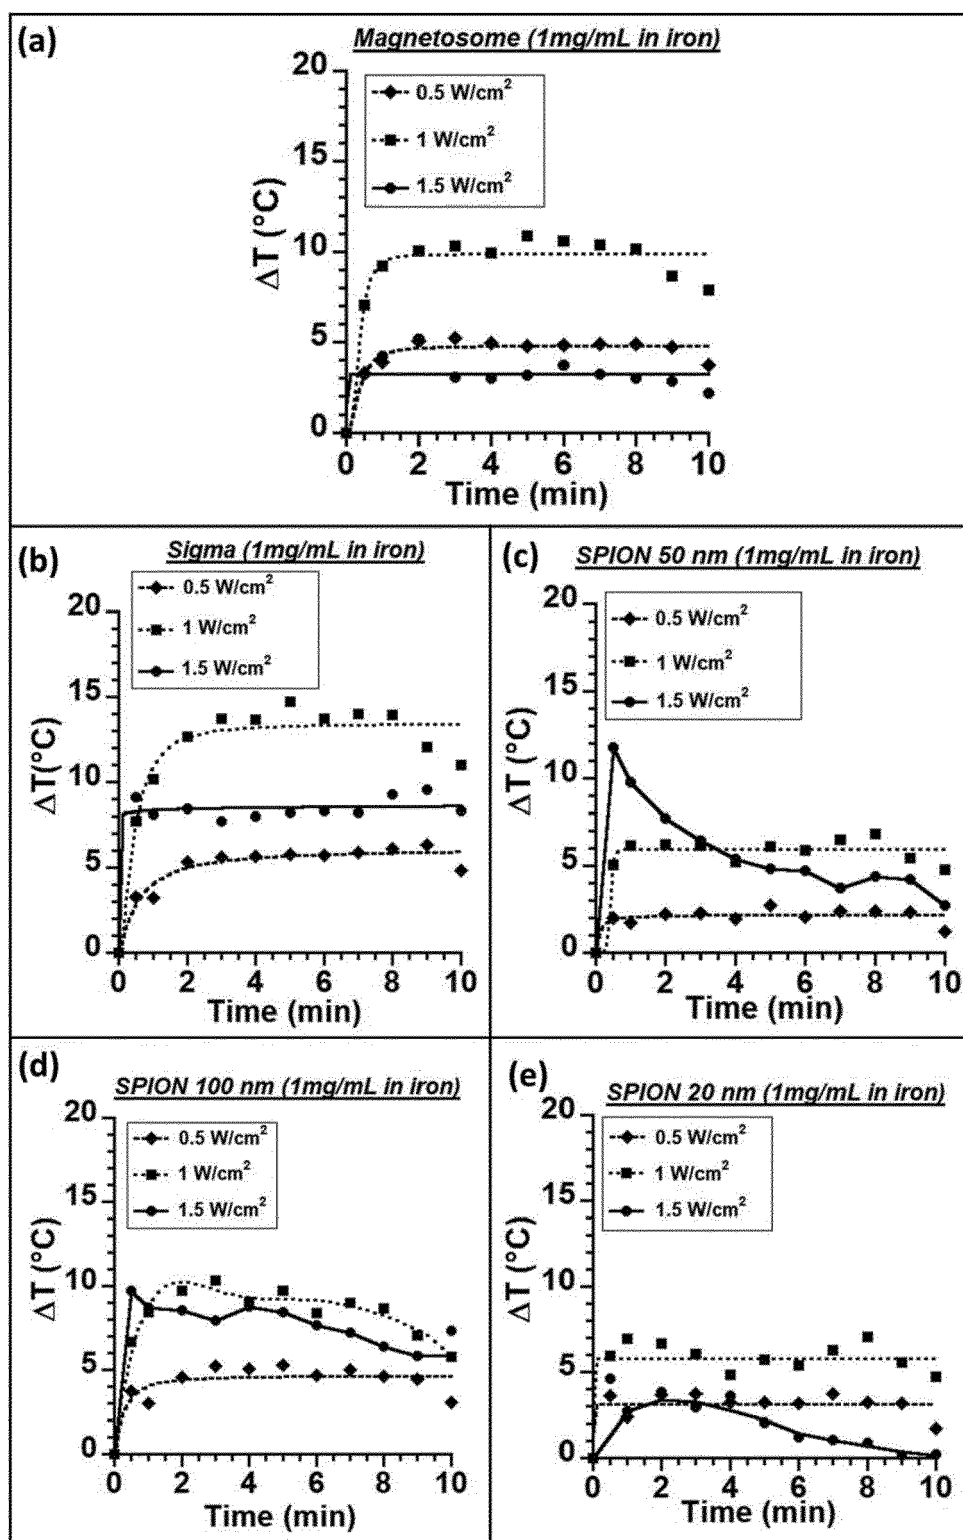 (a)
Magnetosome (1mg/mL in iron)
0.5 W/cm²
1 W/cm²
1.5 W/cm²
20
15
10
5
0
ΔT (°C)
0 2 4 6 8 10
Time (min)
(b)
Sigma (1mg/mL in iron)
0.5 W/cm²
1 W/cm²
1.5 W/cm²
20
15
10
5
0
ΔT(°C)
0 2 4 6 8 10
Time (min)
(c)
SPION 50 nm (1mg/mL in iron)
0.5 W/cm²
1 W/cm²
1.5 W/cm²
20
15
10
5
0
ΔT (°C)
0 2 4 6 8 10
Time (min)
(d)
SPION 100 nm (1mg/mL in iron)
0.5 W/cm²
1 W/cm²
1.5 W/cm²
20
15
10
5
0
ΔT (°C)
0 2 4 6 8 10
Time (min)
(e)
SPION 20 nm (1mg/mL in iron)
0.5 W/cm²
1 W/cm²
1.5 W/cm²
20
15
10
5
0
ΔT (°C)
0 2 4 6 8 10
Time (min)